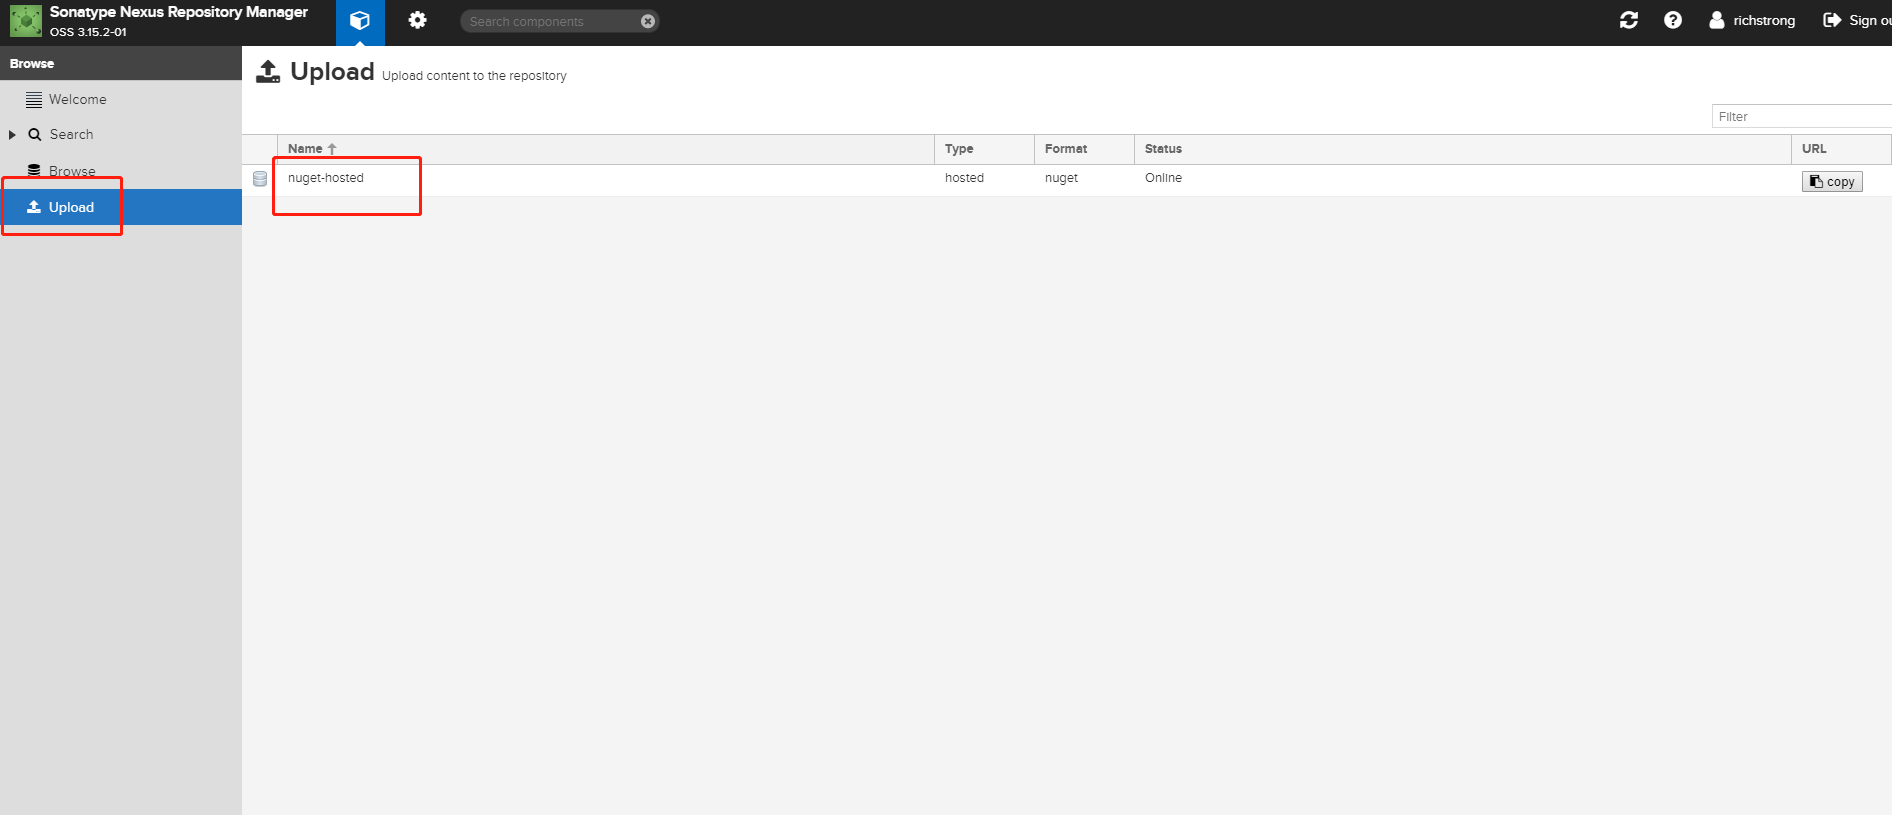 Sonatype Nexus Repository Manager
OSS 3.15.2-01
Search components
richstrong
Sign ou
Browse
Welcome
Search
Browse
Upload
Upload Upload content to the repository
Filter
Name Type Format Status URL
nuget-hosted hosted nuget Online copy